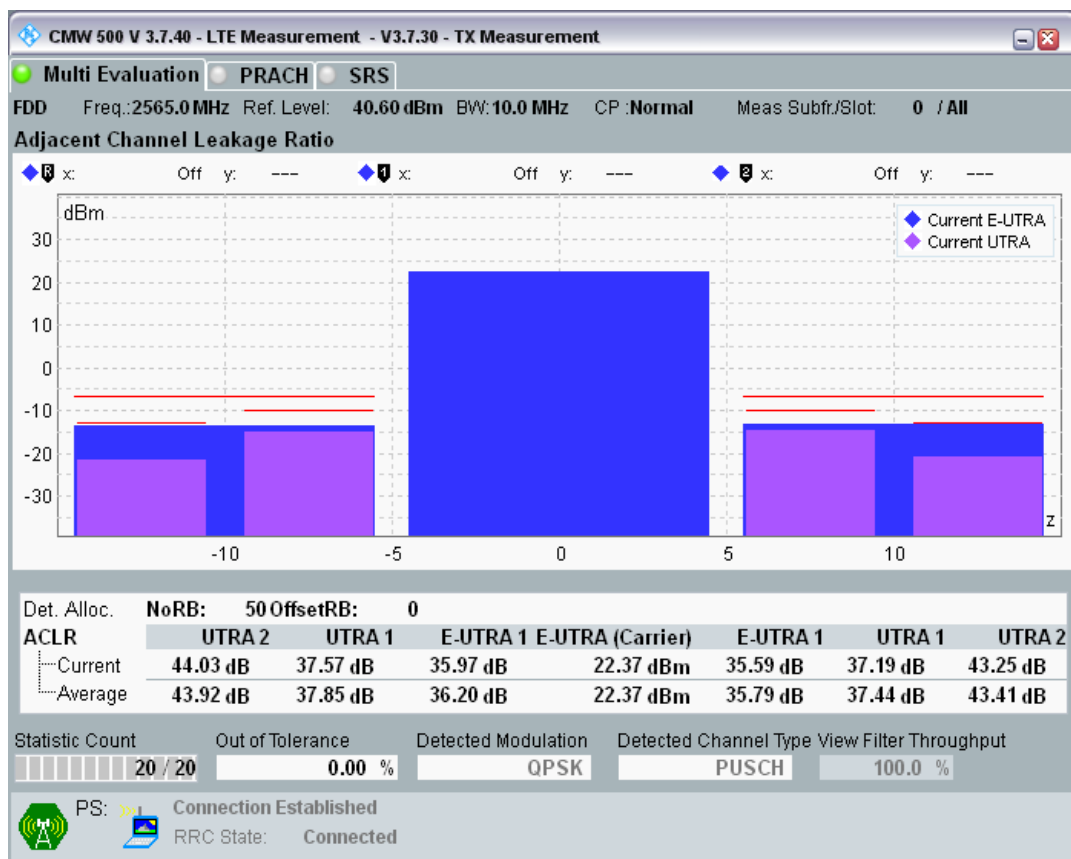 CMW 500 V 3.7.40 - LTE Measurement - V3.7.30 - TX Measurement
Multi Evaluation PRACH SRS
FDD Freq.:2565.0 MHz Ref. Level: 40.60 dBm BW:10.0 MHz CP :Normal Meas Subfr./Slot: 0 / All
Adjacent Channel Leakage Ratio
R x: Off y: --- 1 x: Off y: --- 2 x: Off y: ---
dBm
Current E-UTRA
Current UTRA
30
20
10
0
-10
-20
-30
z
-10 -5 0 5 10
Det. Alloc. NoRB: 50 OffsetRB: 0
ACLR UTRA 2 UTRA 1 E-UTRA 1 E-UTRA (Carrier) E-UTRA 1 UTRA 1 UTRA 2
Current 44.03 dB 37.57 dB 35.97 dB 22.37 dBm 35.59 dB 37.19 dB 43.25 dB
Average 43.92 dB 37.85 dB 36.20 dB 22.37 dBm 35.79 dB 37.44 dB 43.41 dB
Statistic Count Out of Tolerance Detected Modulation Detected Channel Type View Filter Throughput
20 / 20 0.00 % QPSK PUSCH 100.0 %
PS: Connection Established
RRC State: Connected